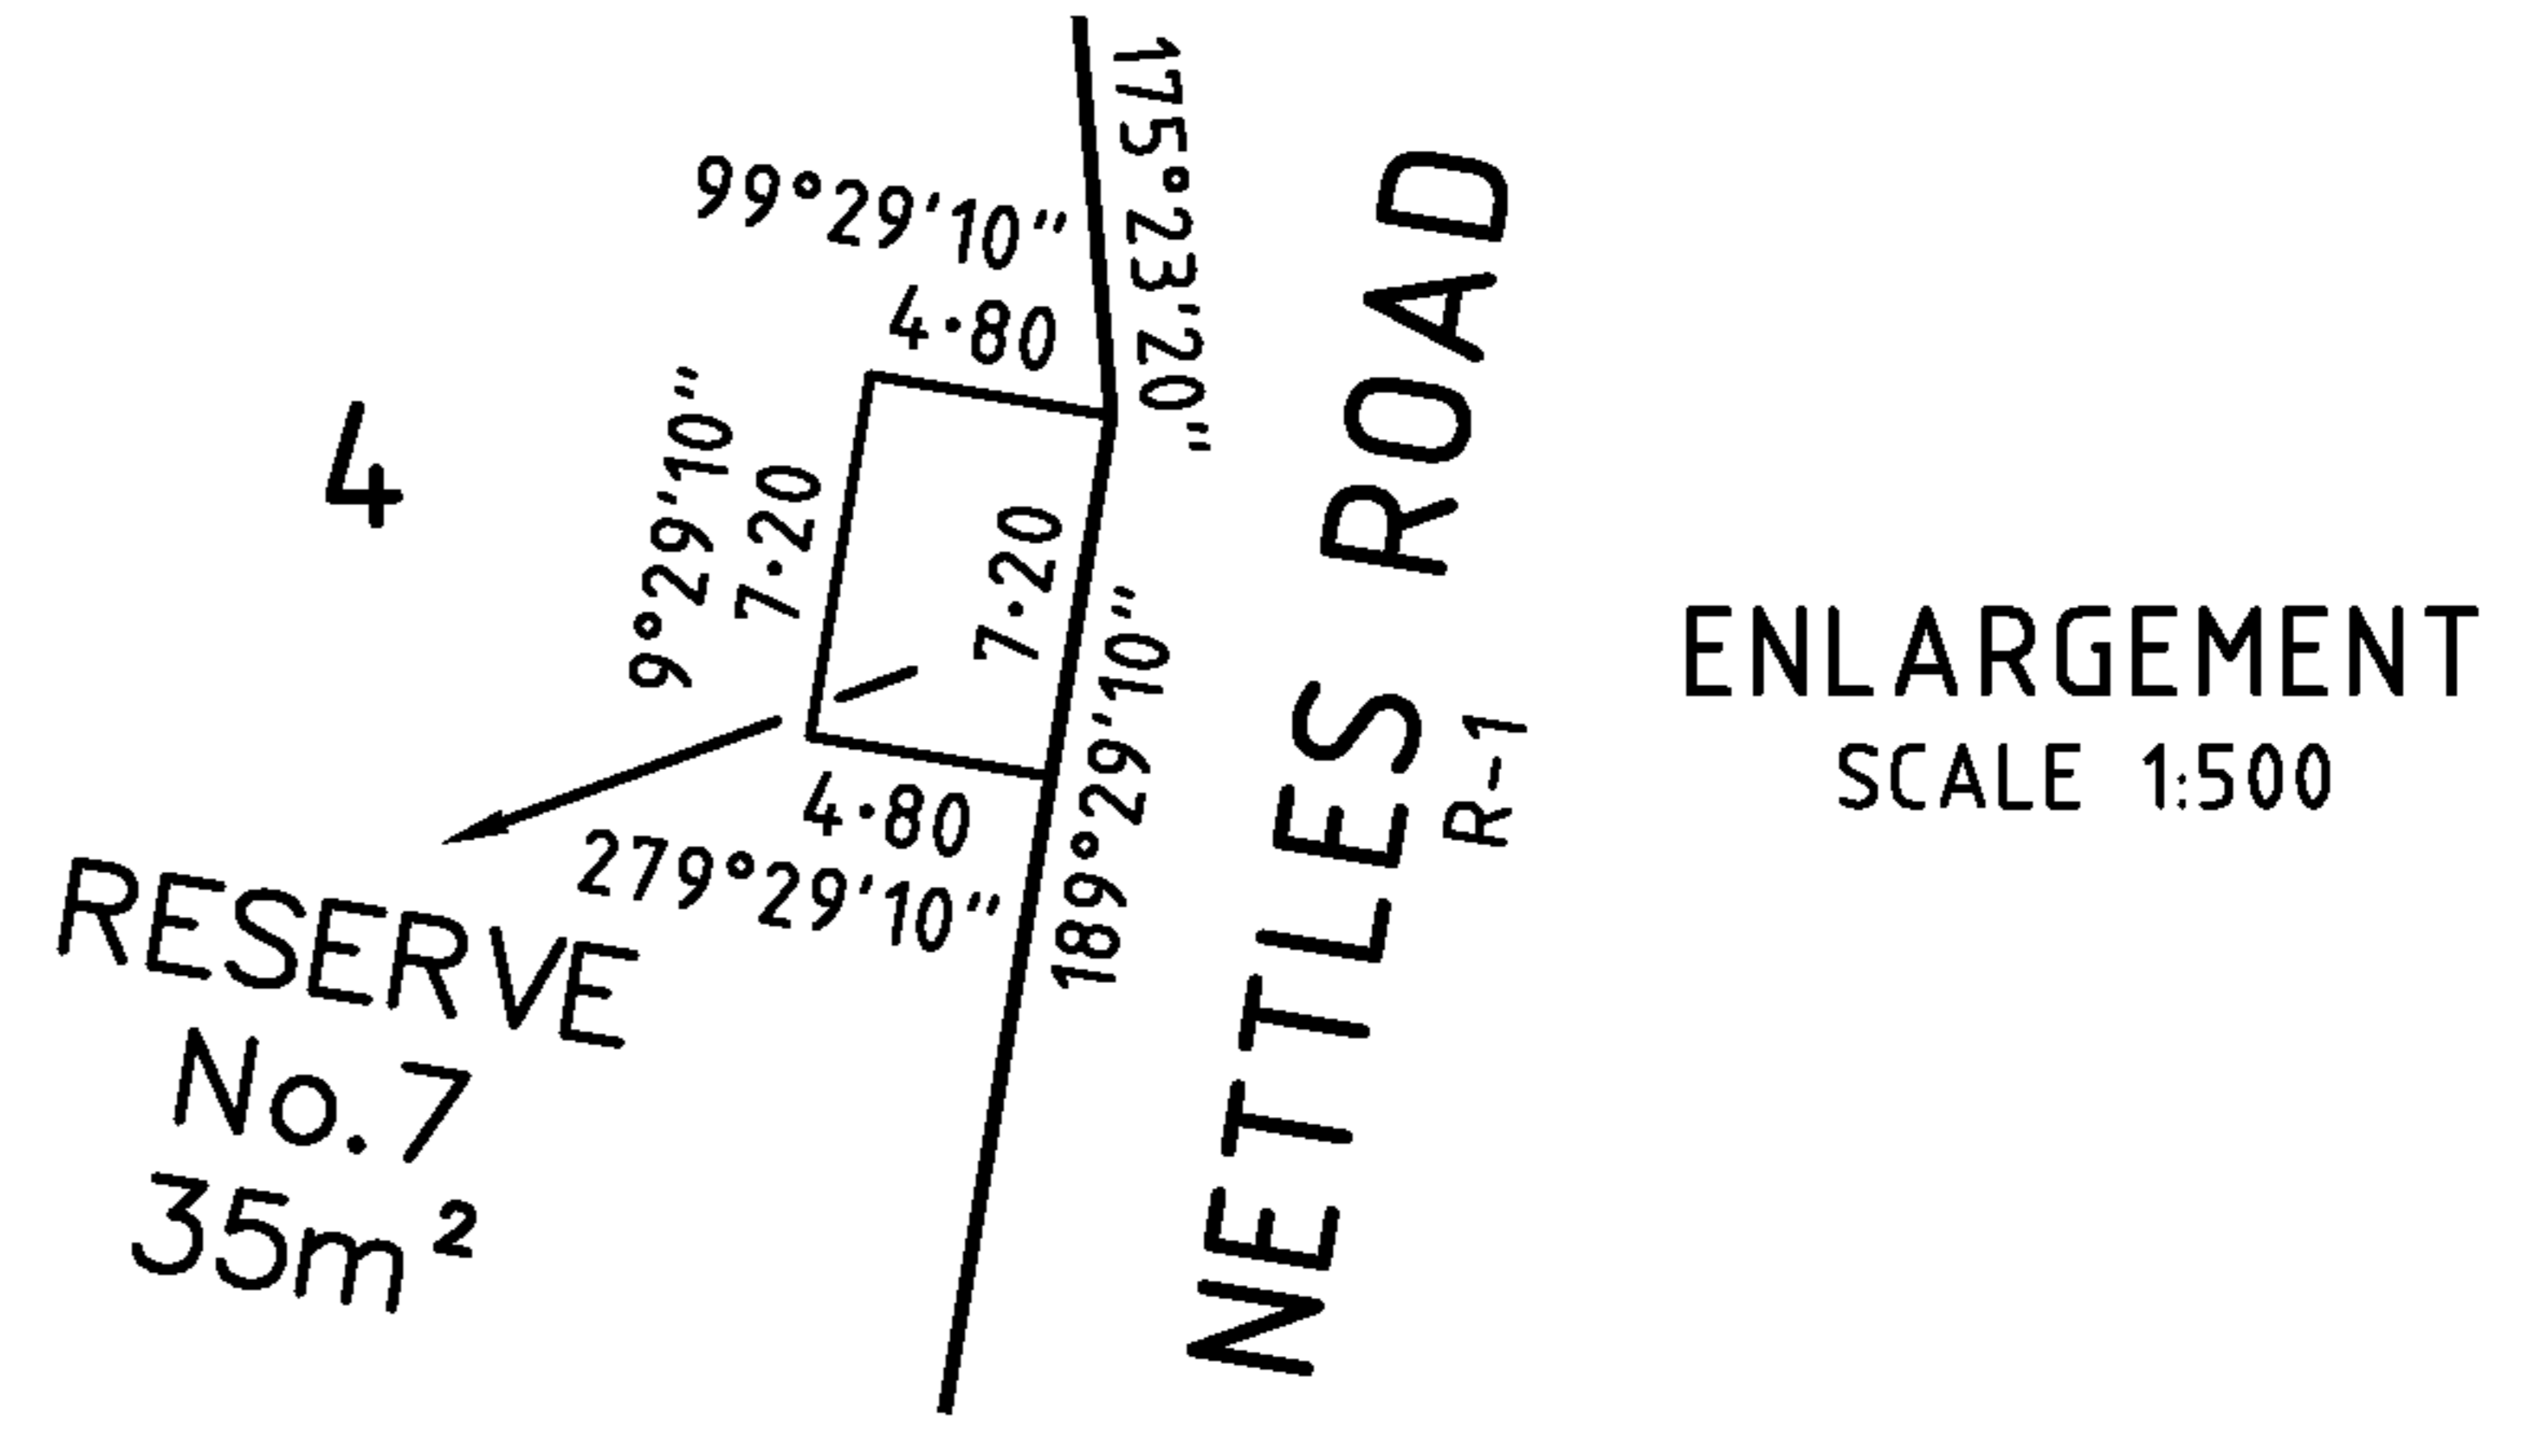 175°23'20"
99°29'10"
4·80
4
9°29'10"
7·20
7·20
189°29'10"
4·80
279°29'10"
NETTLES ROAD
R-1
ENLARGEMENT
SCALE 1:500
RESERVE
No.7
35m²